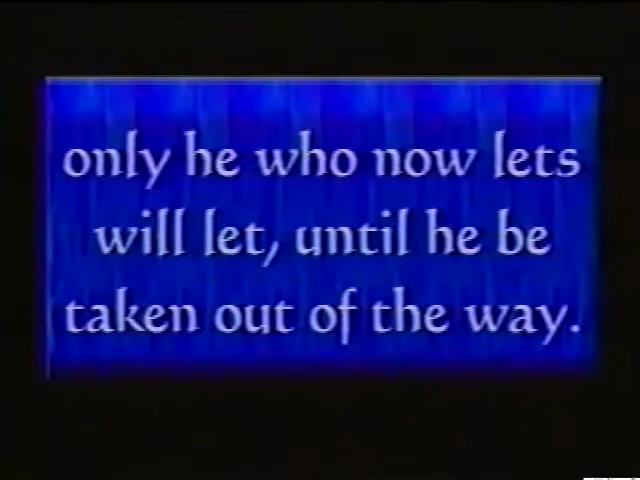 only he who now lets
will let, until he be
taken out of the way.